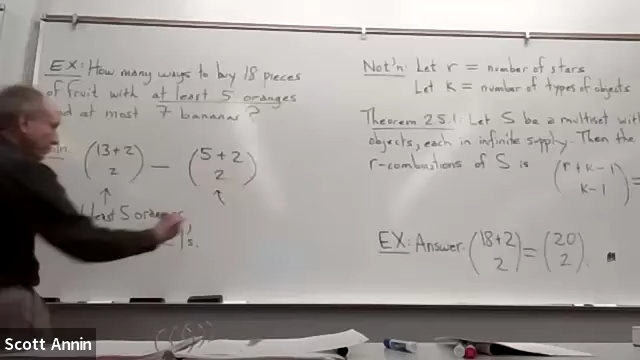 EX: How many ways to buy 18 pieces
of fruit with at least 5 oranges
at most 7 bananas?
(13+2 2) − (5+2 2)
least 5 oranges
Not'n: Let r = number of stars
Let k = number of types of objects
Theorem 2.5.1: Let S be a multiset with
objects, each in infinite supply. Then the
r-combutions of S is (r+k-1 k-1) =
EX: Answer: (18+2 2) = (20 2).
Scott Annin